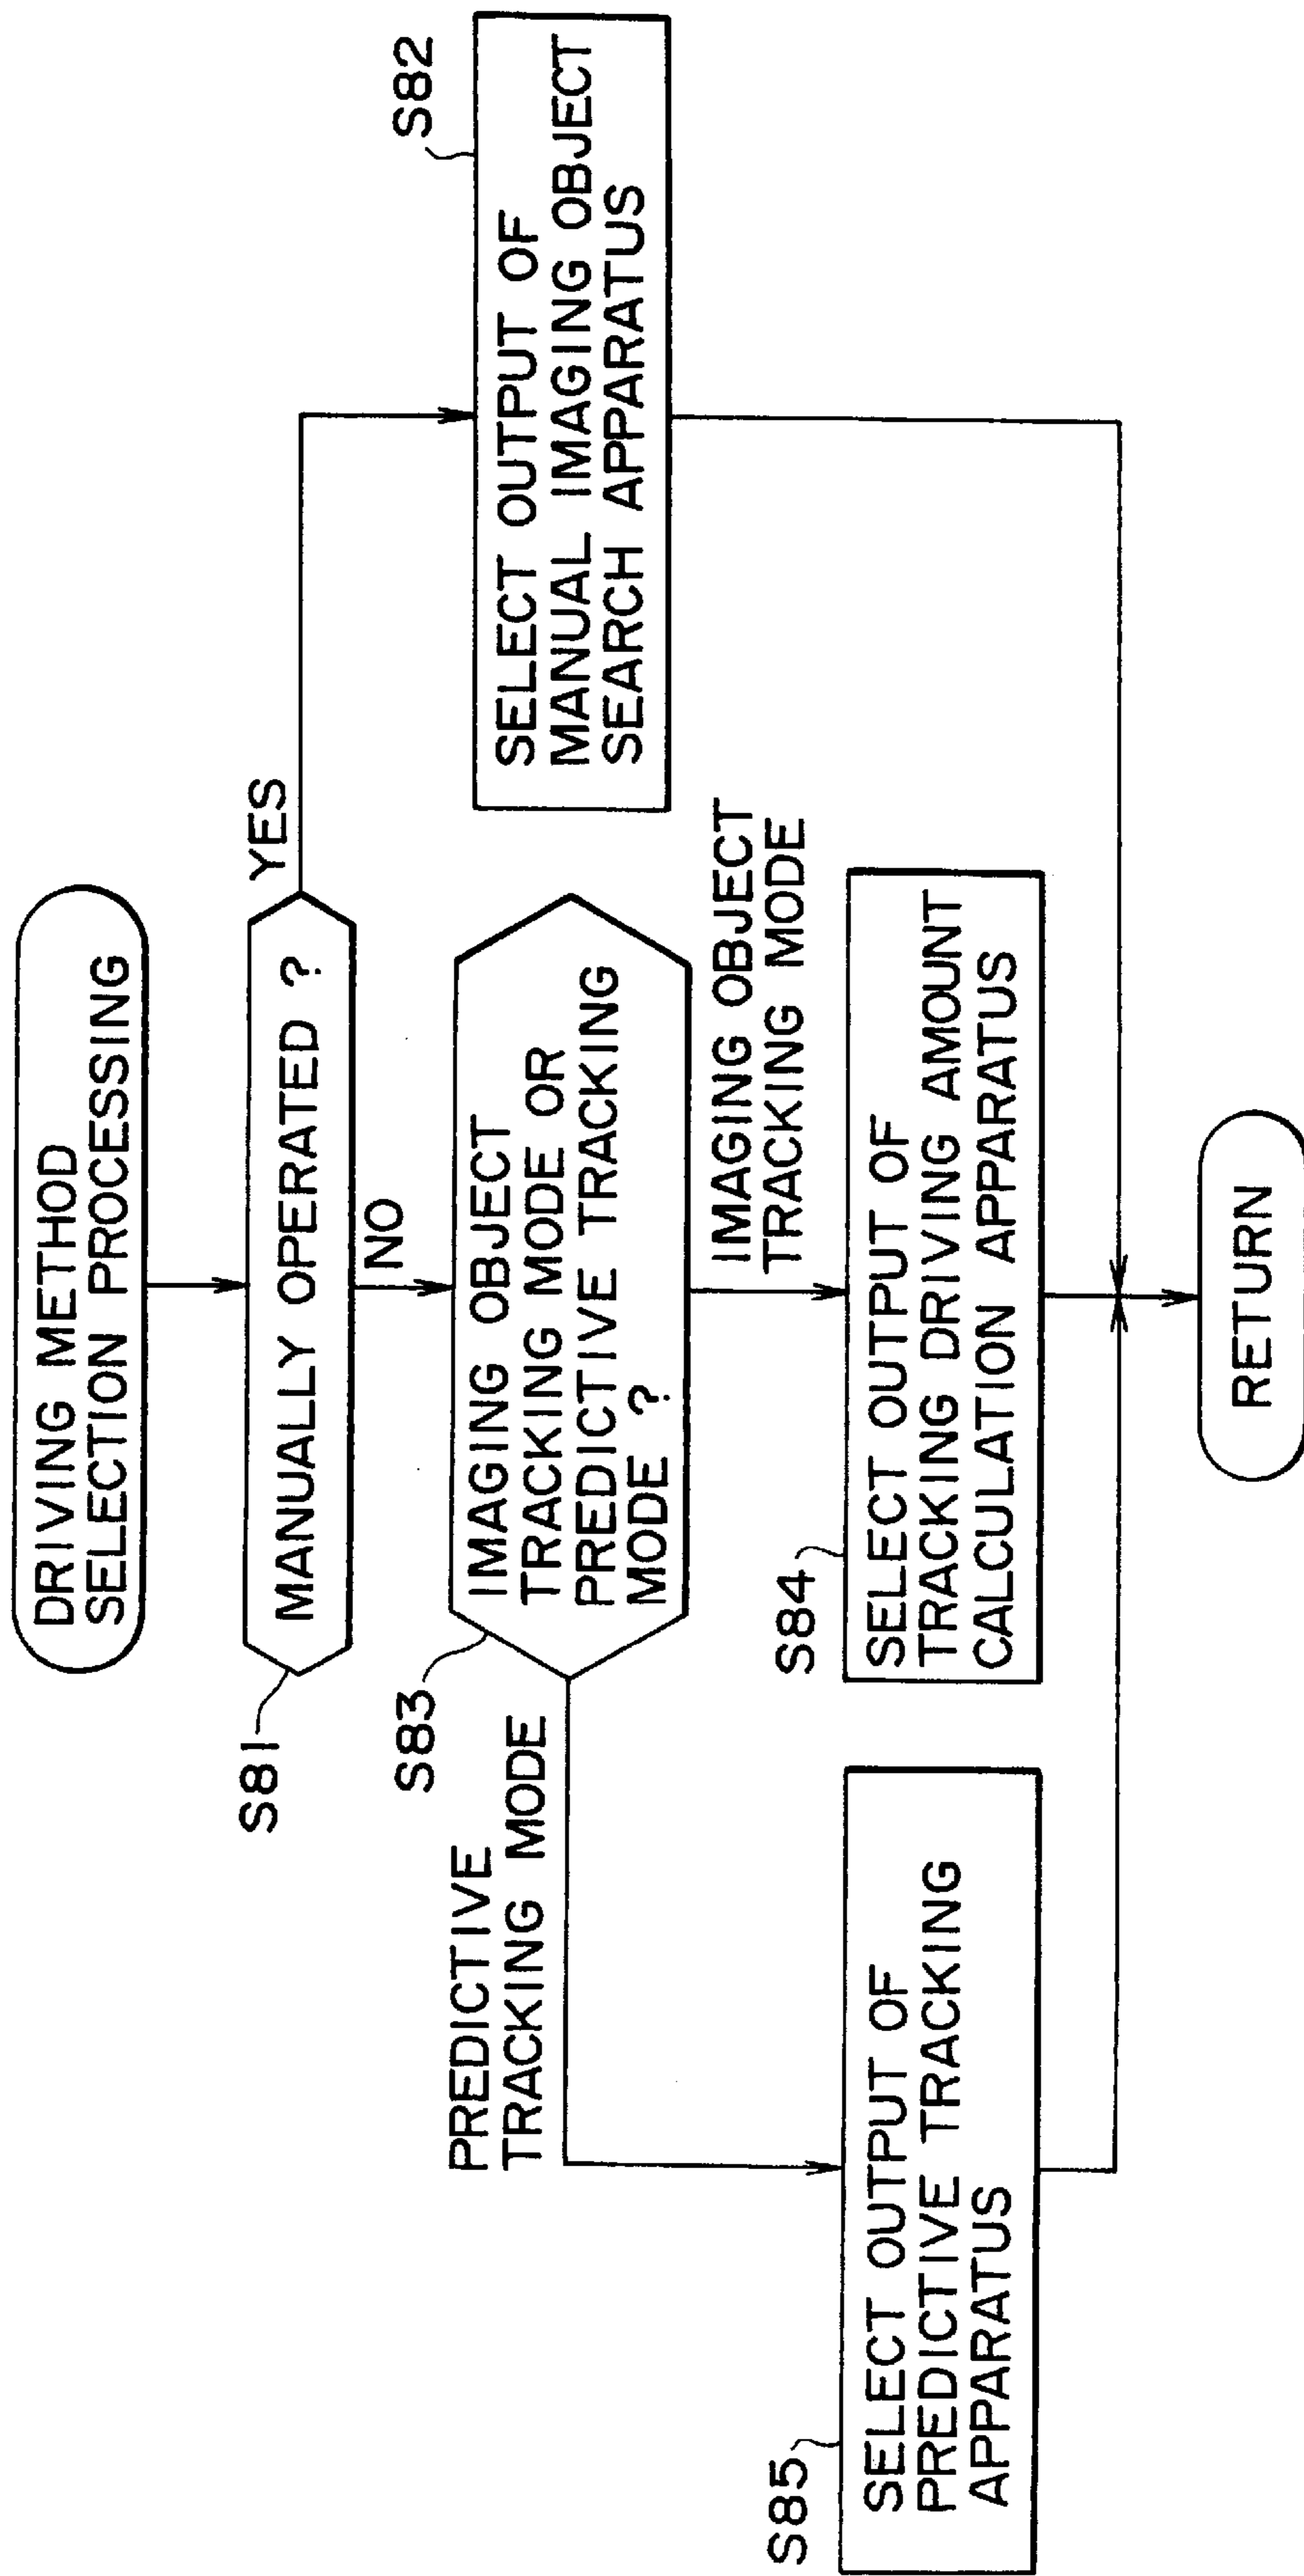 DRIVING METHOD
SELECTION PROCESSING
S81
MANUALLY OPERATED ?
YES
NO
S82
SELECT OUTPUT OF
MANUAL IMAGING OBJECT
SEARCH APPARATUS
S83
IMAGING OBJECT
TRACKING MODE OR
PREDICTIVE TRACKING
MODE ?
PREDICTIVE
TRACKING MODE
IMAGING OBJECT
TRACKING MODE
S84
SELECT OUTPUT OF
TRACKING DRIVING AMOUNT
CALCULATION APPARATUS
S85
SELECT OUTPUT OF
PREDICTIVE TRACKING
APPARATUS
RETURN